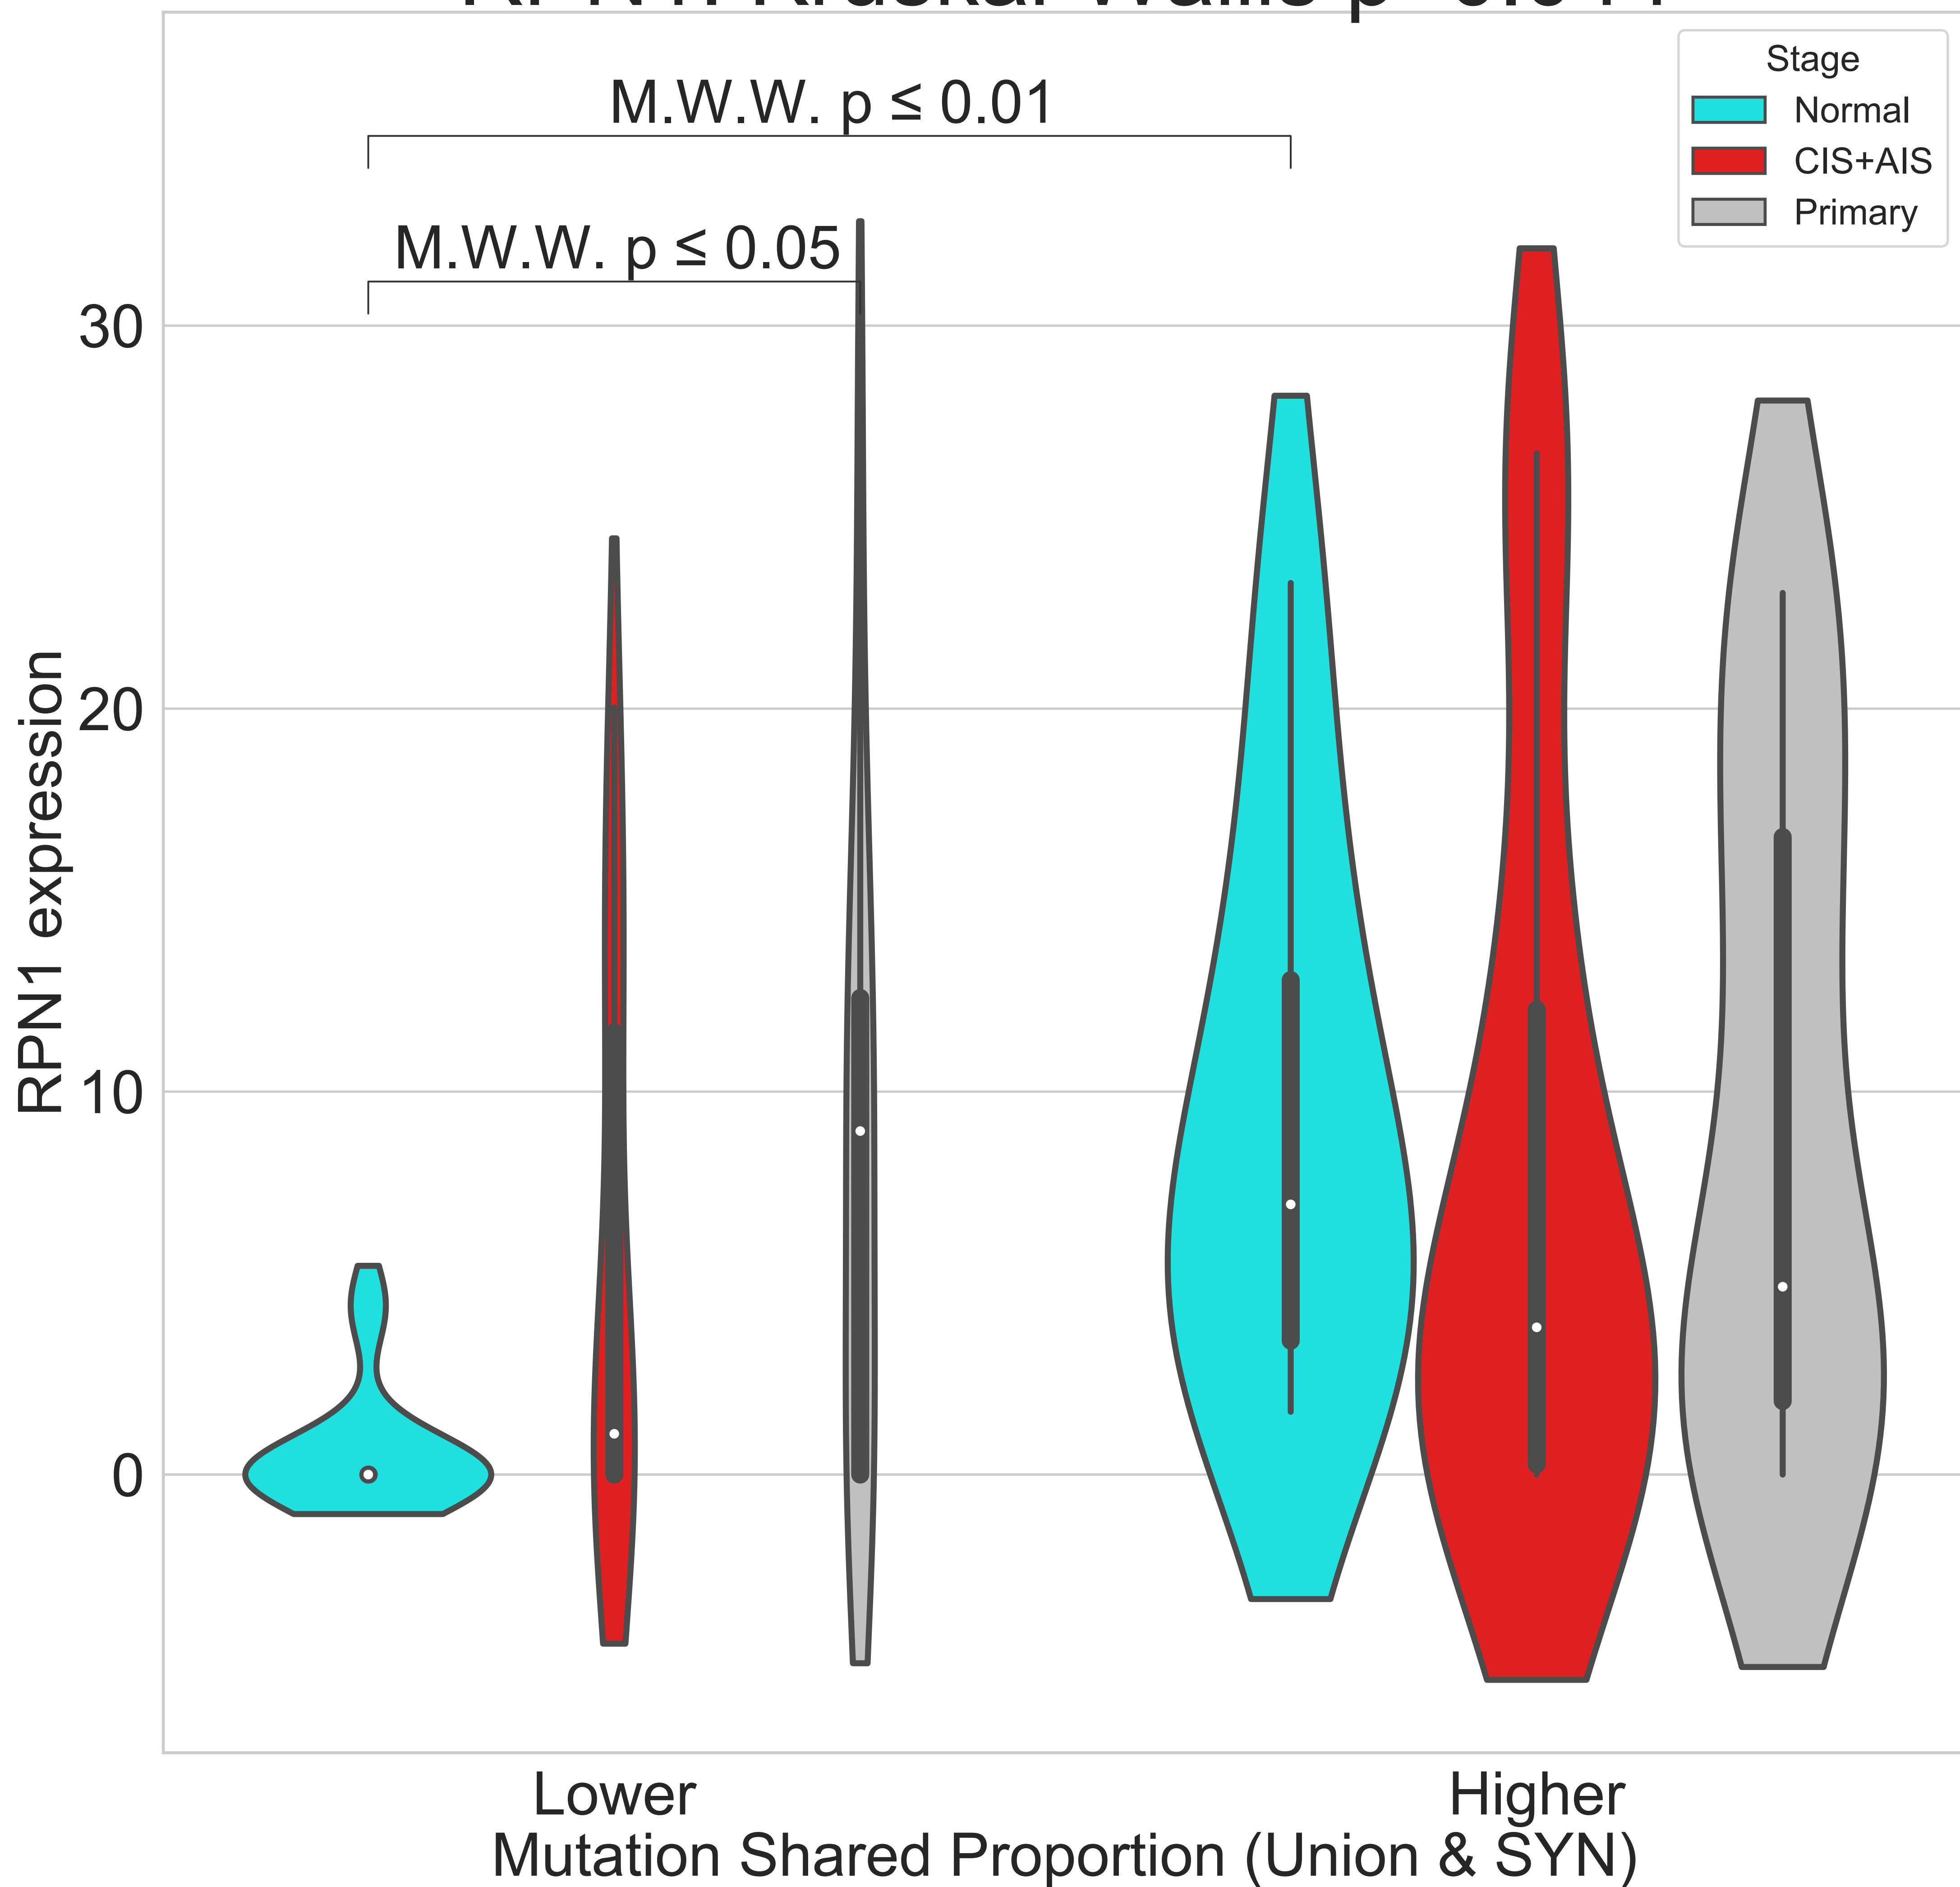 Stage
Normal
CIS+AIS
Primary
M.W.W. p ≤ 0.01
M.W.W. p ≤ 0.05
30
20
10
0
RPN1 expression
Lower
Higher
Mutation Shared Proportion (Union & SYN)